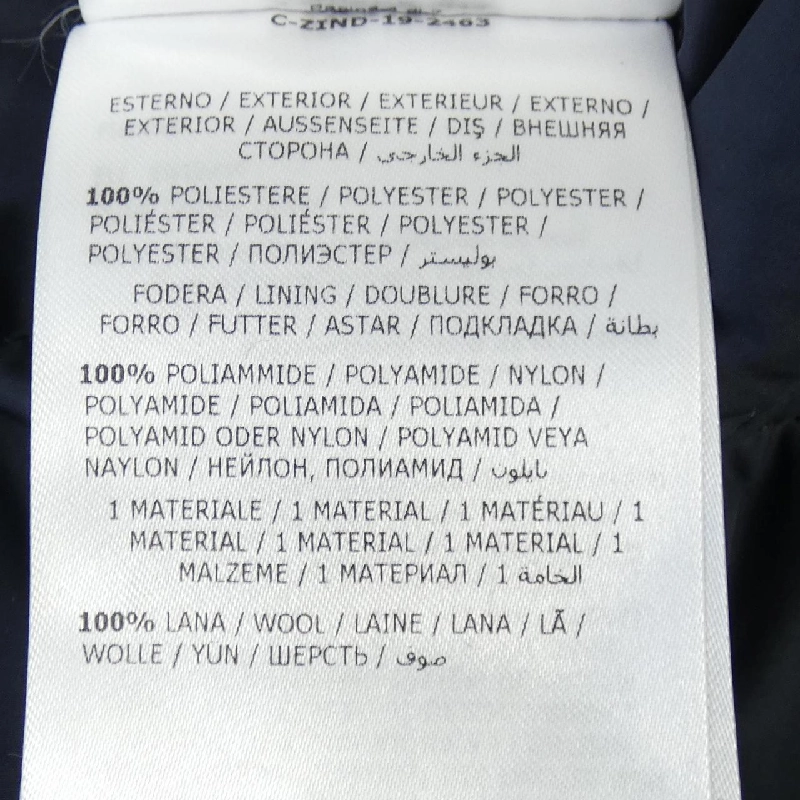 C-ZIND-19-2463
ESTERNO / EXTERIOR / EXTERIEUR / EXTERNO /
EXTERIOR / AUSSENSEITE / DIŞ / ВНЕШНЯЯ
СТОРОНА / الجزء الخارجي
100% POLIESTERE / POLYESTER / POLYESTER /
POLIÉSTER / POLIÉSTER / POLYESTER /
POLYESTER / ПОЛИЭСТЕР / بوليستر
FODERA / LINING / DOUBLURE / FORRO /
FORRO / FUTTER / ASTAR / ПОДКЛАДКА / بطانة
100% POLIAMMIDE / POLYAMIDE / NYLON /
POLYAMIDE / POLIAMIDA / POLIAMIDA /
POLYAMID ODER NYLON / POLYAMID VEYA
NAYLON / НЕЙЛОН, ПОЛИАМИД / نايلون
1 MATERIALE / 1 MATERIAL / 1 MATÉRIAU / 1
MATERIAL / 1 MATERIAL / 1 MATERIAL / 1
MALZEME / 1 МАТЕРИАЛ / 1 الخامة
100% LANA / WOOL / LAINE / LANA / LÃ /
WOLLE / YUN / ШЕРСТЬ / صوف